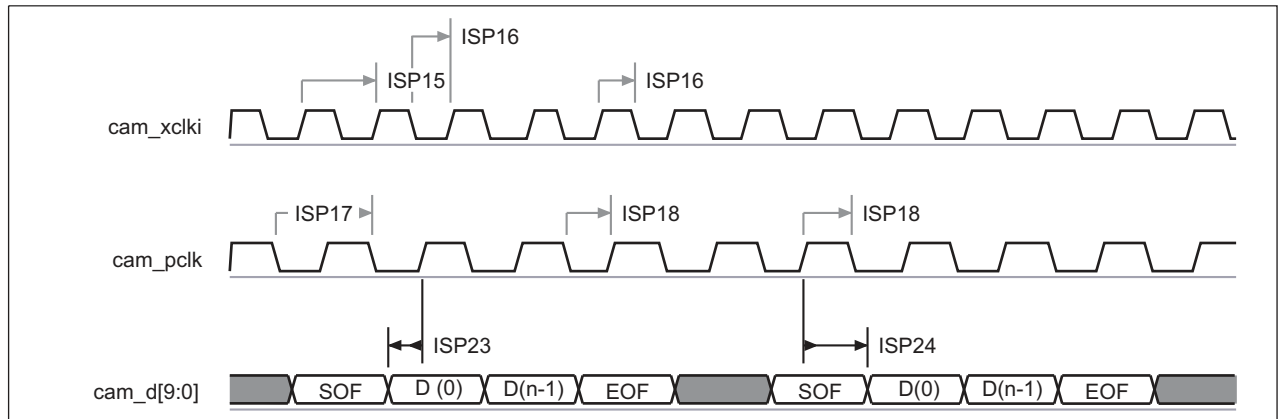 ISP16
ISP15
ISP16
cam_xclki
ISP17
ISP18
ISP18
cam_pclk
ISP23
ISP24
cam_d[9:0]
SOF
D (0)
D(n-1)
EOF
SOF
D(0)
D(n-1)
EOF